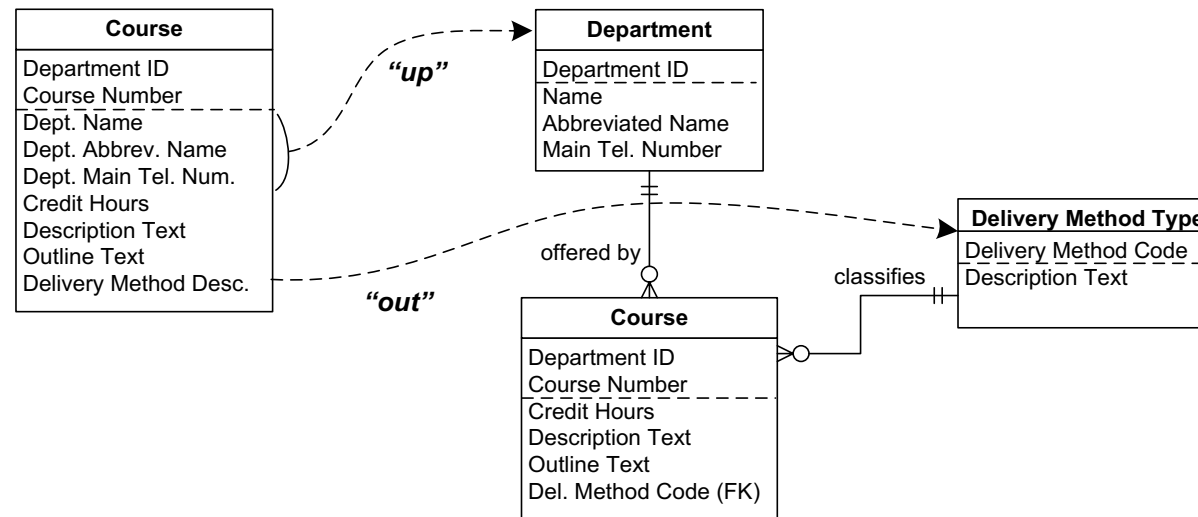 Course
Department ID
Course Number
Dept. Name
Dept. Abbrev. Name
Dept. Main Tel. Num.
Credit Hours
Description Text
Outline Text
Delivery Method Desc.
“up”
“out”
Department
Department ID
Name
Abbreviated Name
Main Tel. Number
offered by
classifies
Delivery Method Type
Delivery Method Code
Description Text
Course
Department ID
Course Number
Credit Hours
Description Text
Outline Text
Del. Method Code (FK)